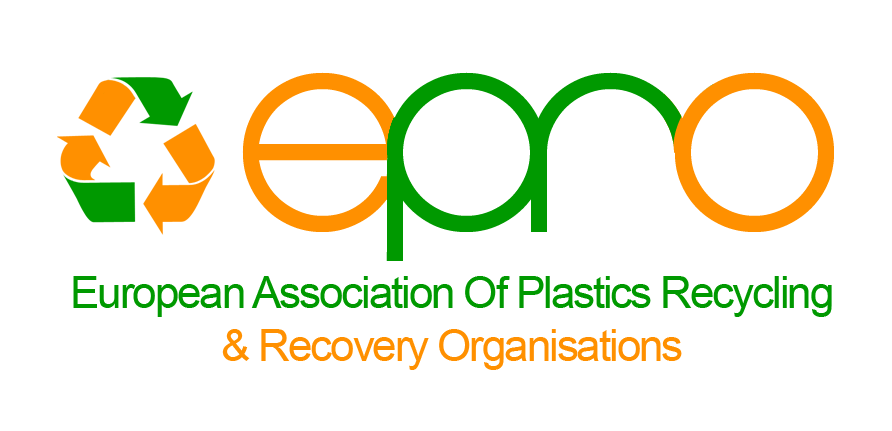 epro
European Association Of Plastics Recycling
& Recovery Organisations